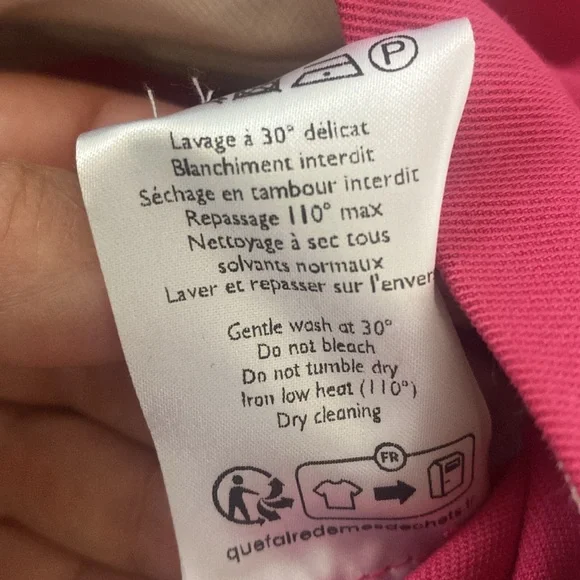 P
Lavage à 30° délicat
Blanchiment interdit
Séchage en tambour interdit
Repassage 110° max
Nettoyage à sec tous
solvants normaux
Laver et repasser sur l'enver
Gentle wash at 30°
Do not bleach
Do not tumble dry
Iron low heat (110°)
Dry cleaning
FR
quefairedemesdechets.fr